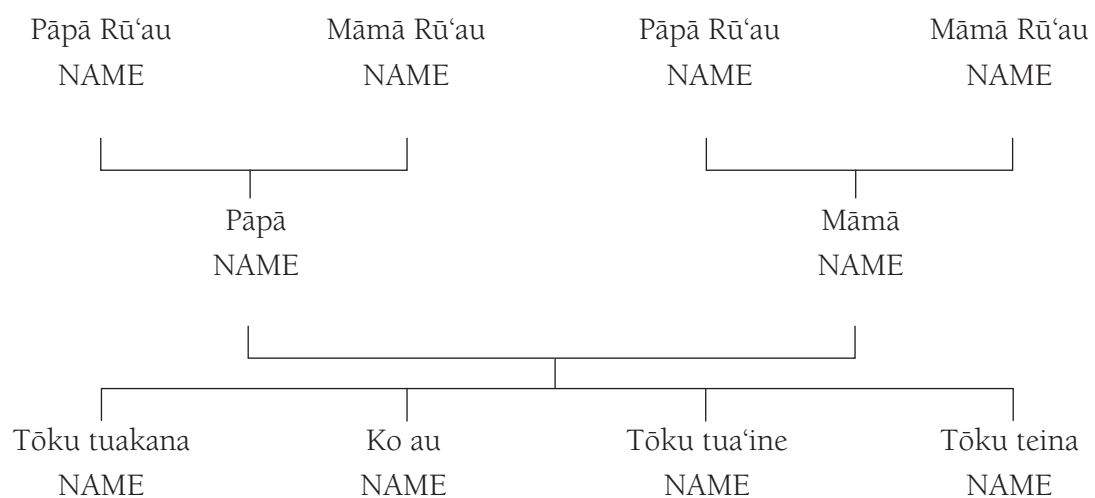 Pāpā Rū‘au Māmā Rū‘au Pāpā Rū‘au Māmā Rū‘au
NAME NAME NAME NAME
Pāpā Māmā
NAME NAME
Tōku tuakana Ko au Tōku tua‘ine Tōku teina
NAME NAME NAME NAME